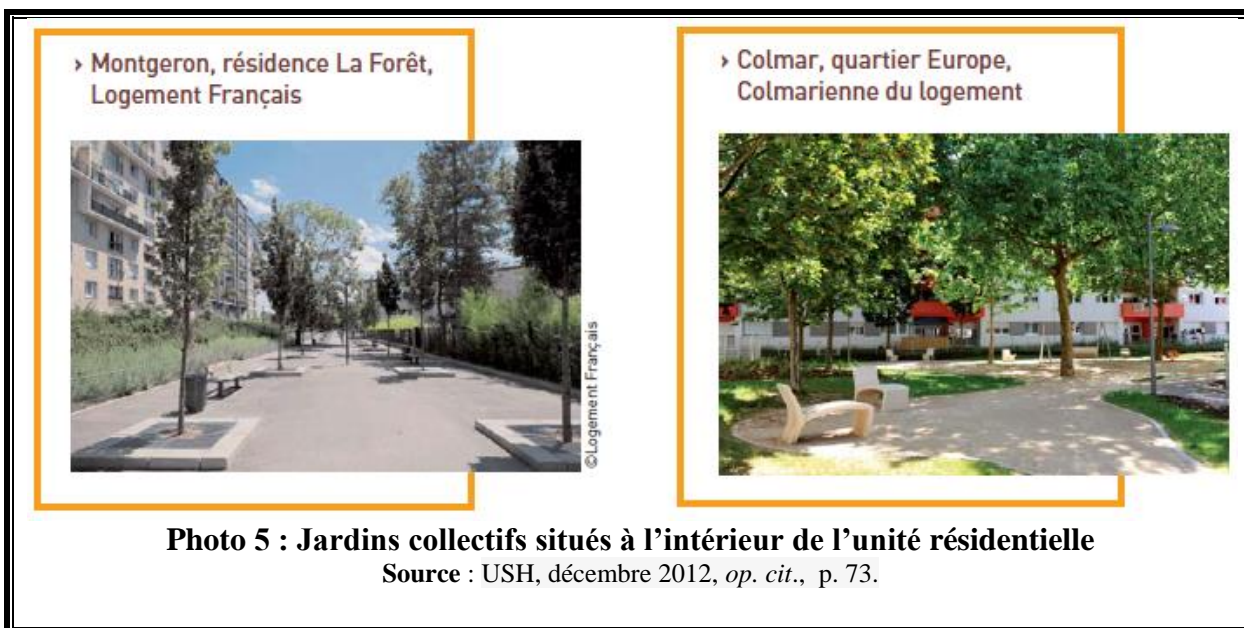 › Montgeron, résidence La Forêt,
Logement Français
©Logement Français
› Colmar, quartier Europe,
Colmarienne du logement
Photo 5 : Jardins collectifs situés à l’intérieur de l’unité résidentielle
Source : USH, décembre 2012, op. cit.,  p. 73.